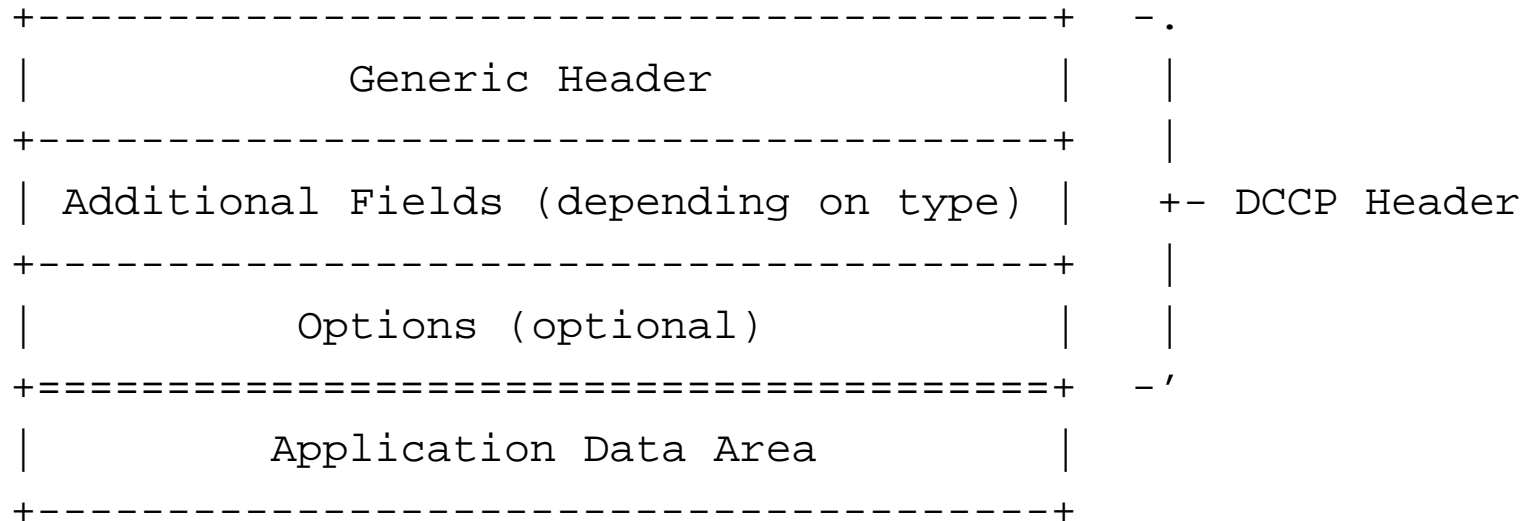 +---------------------------------------+  -.
|            Generic Header             |   |
+---------------------------------------+   |
| Additional Fields (depending on type) |   +- DCCP Header
+---------------------------------------+   |
|          Options (optional)           |   |
+=======================================+  -'
|         Application Data Area         |
+---------------------------------------+